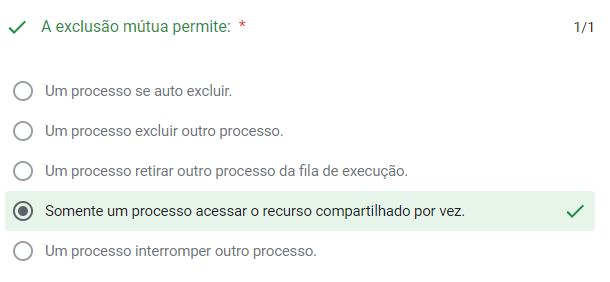 A exclusão mútua permite: * 1/1
Um processo se auto excluir.
Um processo excluir outro processo.
Um processo retirar outro processo da fila de execução.
Somente um processo acessar o recurso compartilhado por vez.
Um processo interromper outro processo.